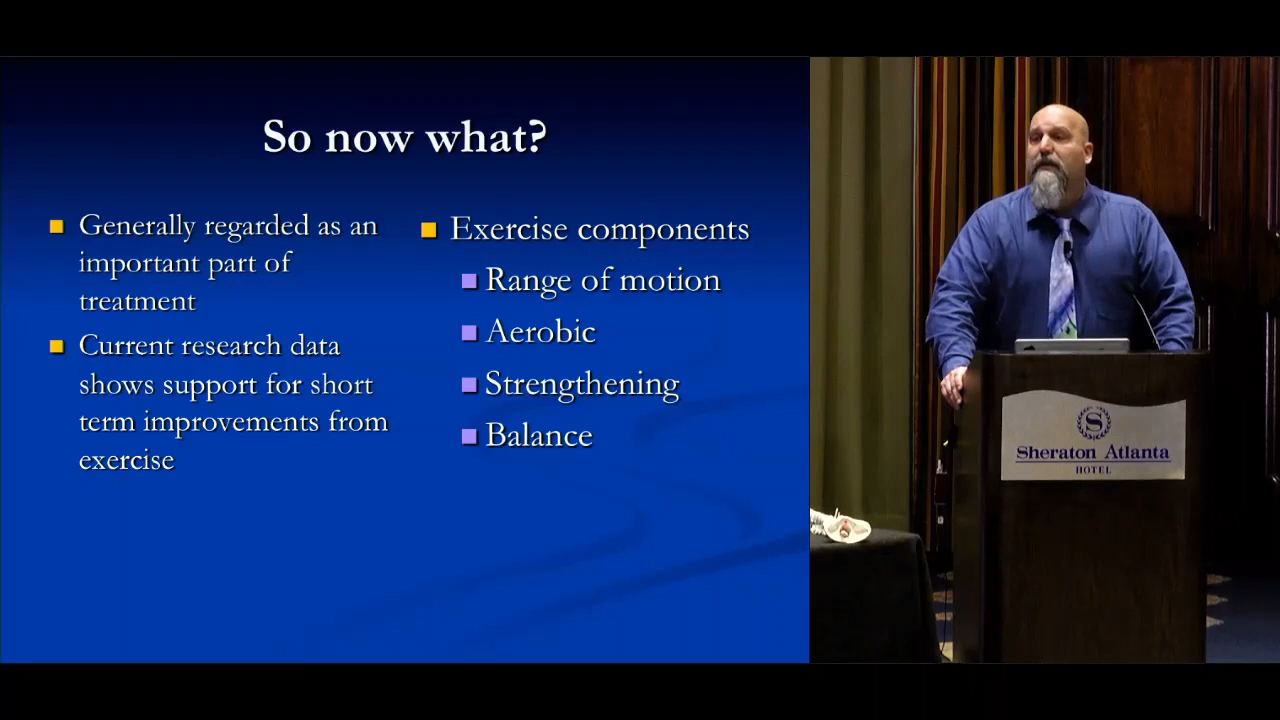 So now what?
Generally regarded as an
important part of
treatment
Current research data
shows support for short
term improvements from
exercise
Exercise components
Range of motion
Aerobic
Strengthening
Balance
S
Sheraton Atlanta
HOTEL